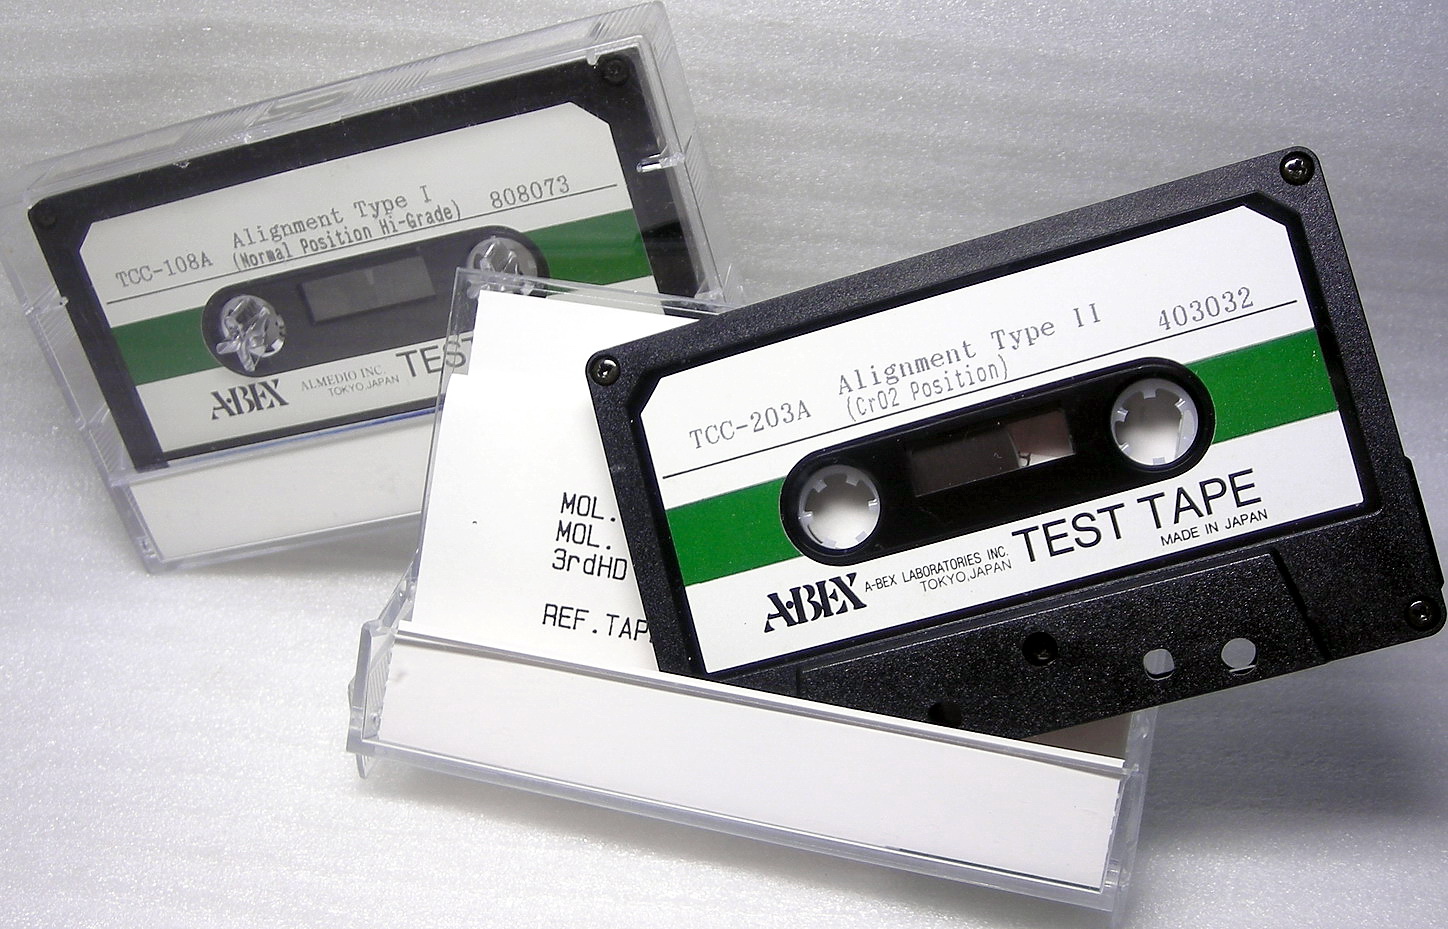 TCC-108A Alignment Type I 808073
(Normal Position Hi-Grade)
A·BEX ALMEDIO INC.
TOKYO,JAPAN
TEST
MOL.
MOL.
3rdHD
REF.TAP
TCC-203A Alignment Type II 403032
(CrO2 Position)
A·BEX A-BEX LABORATORIES INC.
TOKYO,JAPAN
TEST TAPE
MADE IN JAPAN